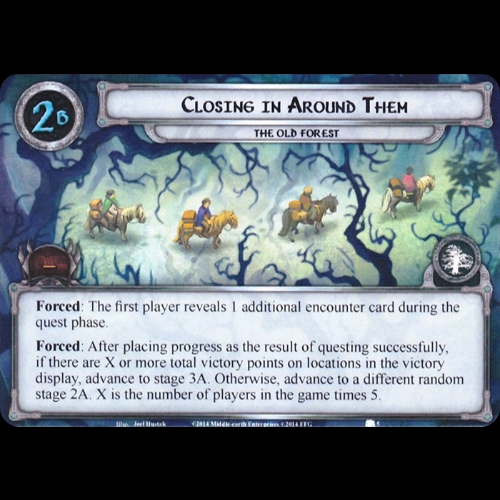 2B
CLOSING IN AROUND THEM
THE OLD FOREST
Forced: The first player reveals 1 additional encounter card during the
quest phase.
Forced: After placing progress as the result of questing successfully,
if there are X or more total victory points on locations in the victory
display, advance to stage 3A. Otherwise, advance to a different random
stage 2A. X is the number of players in the game times 5.
Illus. Joel Hustak ©2014 Middle-earth Enterprises ©2014 FFG